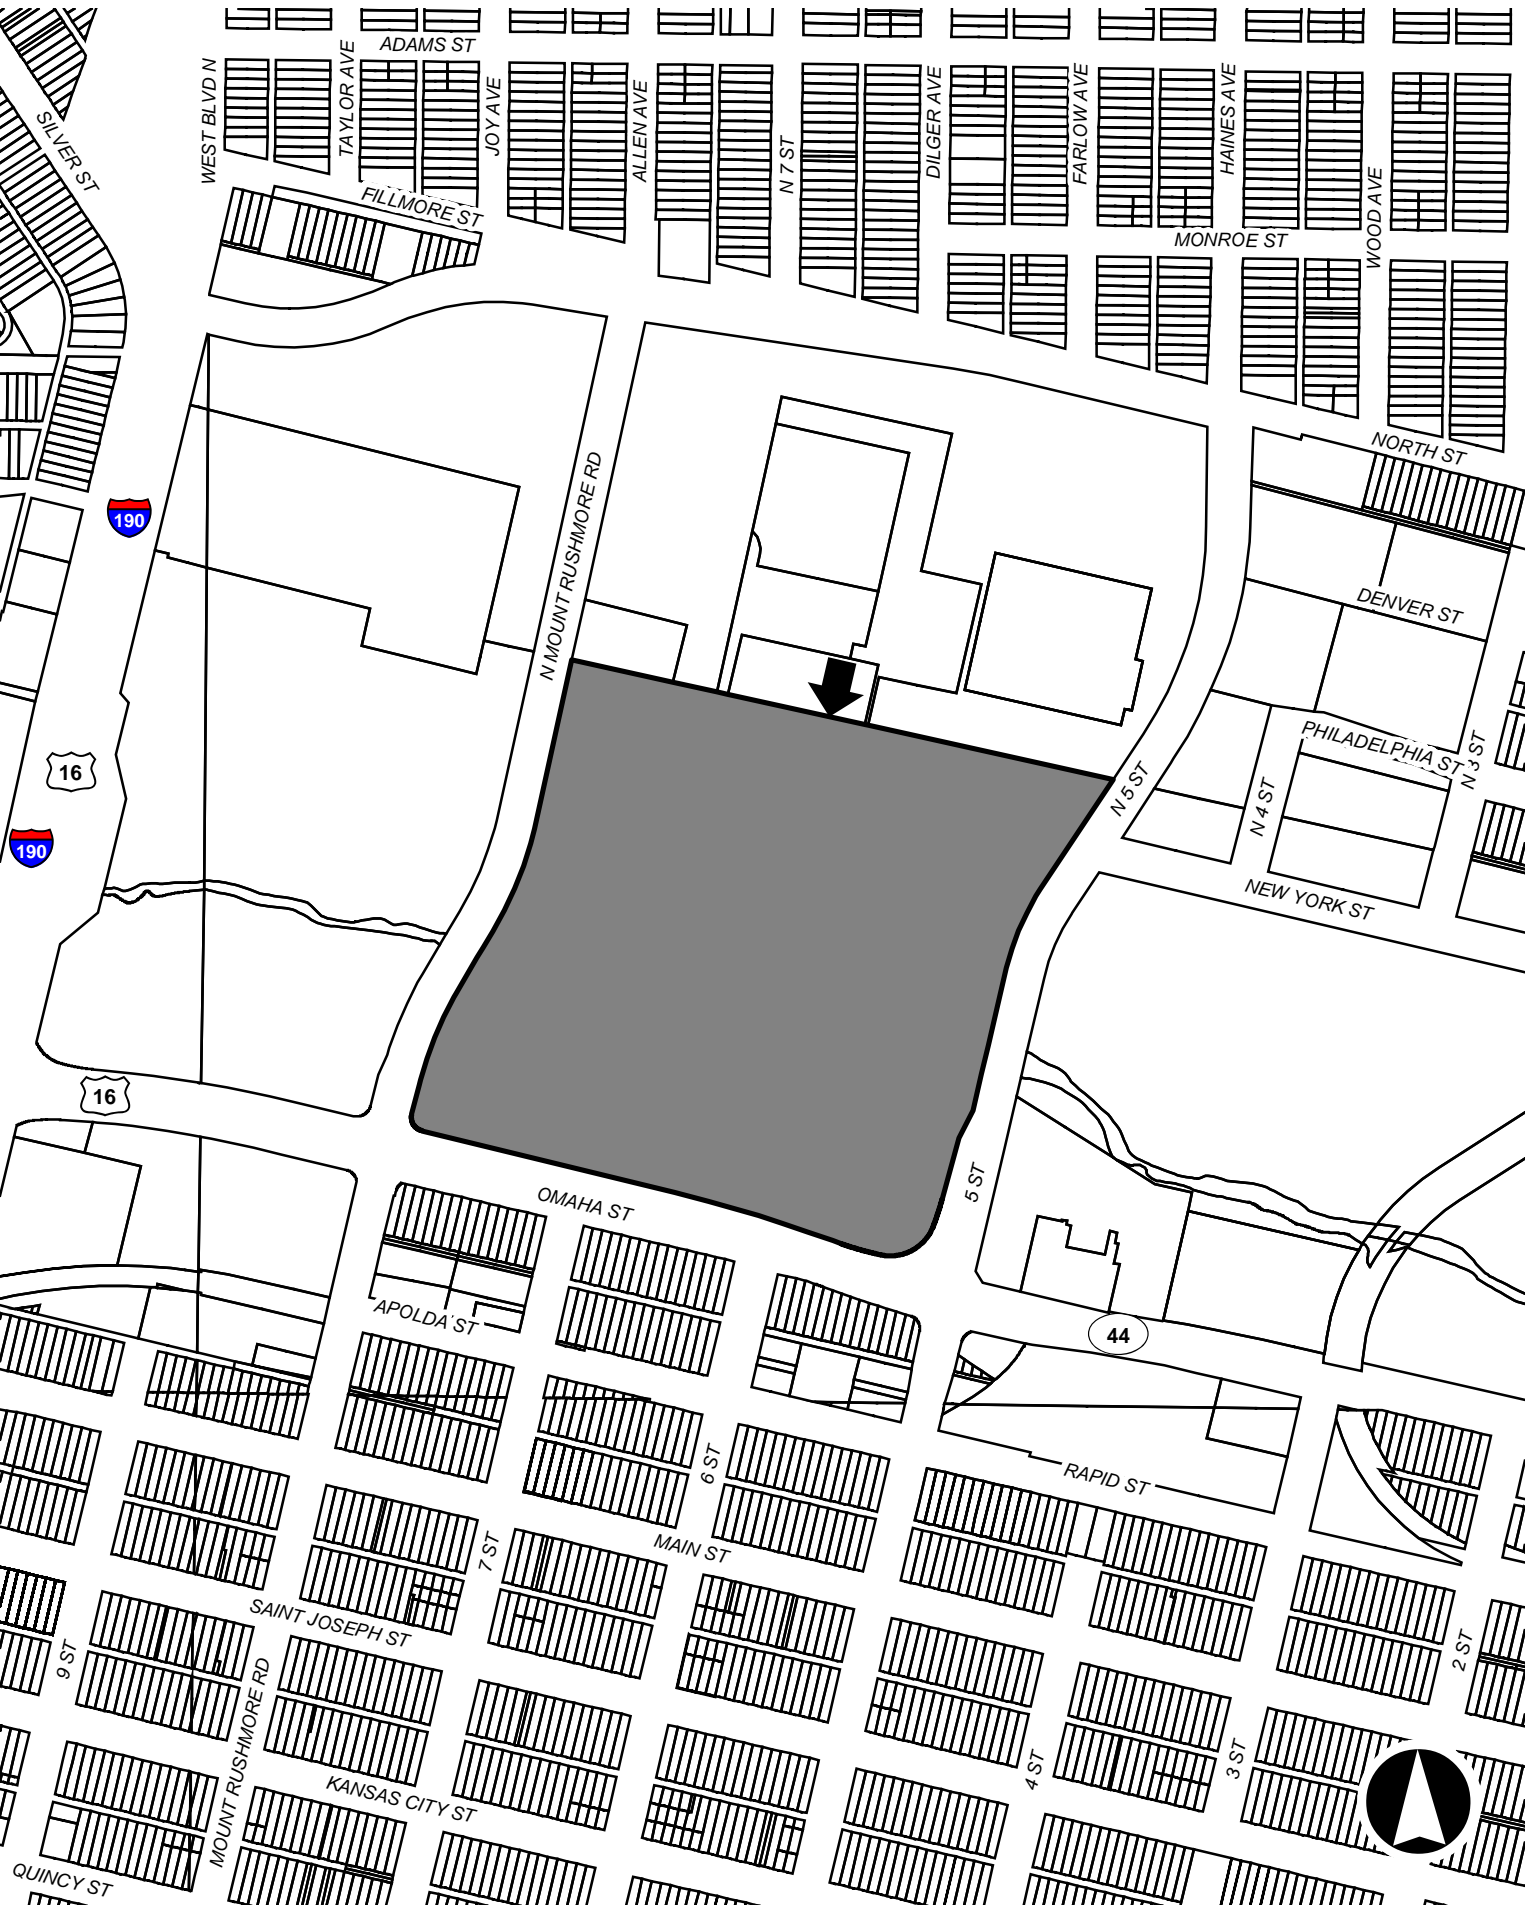 ADAMS ST
WEST BLVD N
TAYLOR AVE
JOY AVE
ALLEN AVE
N 7 ST
DILGER AVE
FARLOW AVE
HAINES AVE
WOOD AVE
SILVER ST
FILLMORE ST
MONROE ST
NORTH ST
190
N MOUNT RUSHMORE RD
DENVER ST
PHILADELPHIA ST
N 3 ST
16
N 5 ST
N 4 ST
190
NEW YORK ST
16
5 ST
OMAHA ST
APOLDA ST
44
6 ST
RAPID ST
7 ST
MAIN ST
SAINT JOSEPH ST
9 ST
2 ST
MOUNT RUSHMORE RD
4 ST
3 ST
KANSAS CITY ST
QUINCY ST